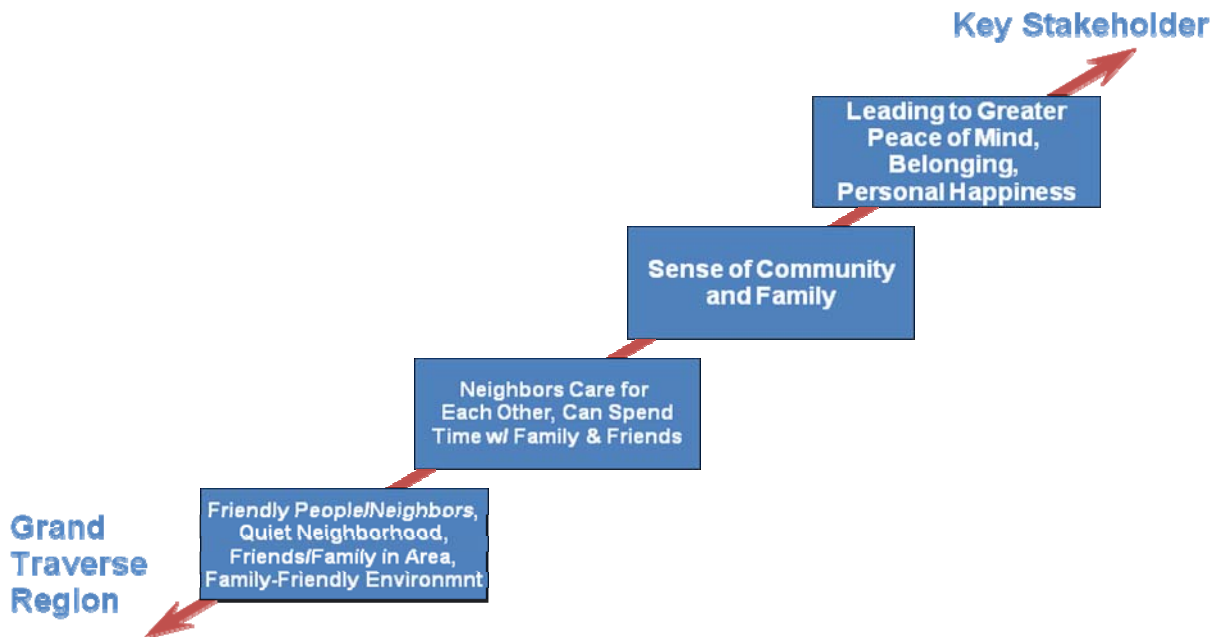 Key Stakeholder
Leading to Greater
Peace of Mind,
Belonging,
Personal Happiness
Sense of Community
and Family
Neighbors Care for
Each Other, Can Spend
Time w/ Family & Friends
Friendly People/Neighbors,
Quiet Neighborhood,
Friends/Family in Area,
Family-Friendly Environmnt
Grand
Traverse
Region